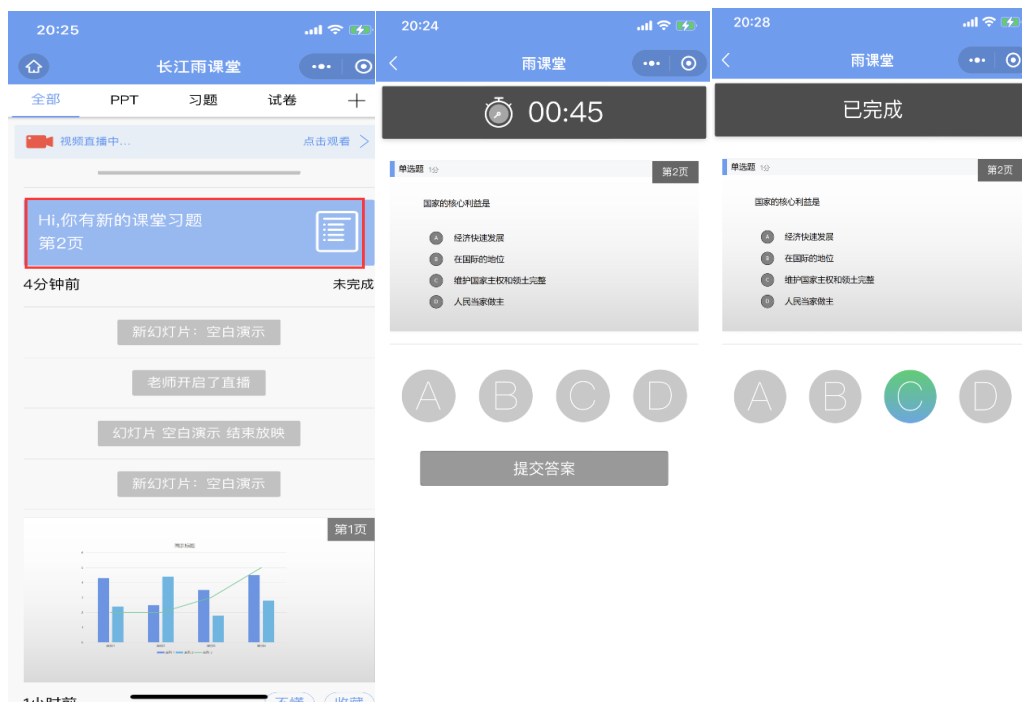 20:25
长江雨课堂
全部 PPT 习题 试卷 +
视频直播中... 点击观看 >
Hi,你有新的课堂习题
第2页
4分钟前 未完成
新幻灯片: 空白演示
老师开启了直播
幻灯片 空白演示 结束放映
新幻灯片: 空白演示
第1页
20:24
雨课堂
00:45
单选题 1分
第2页
国家的核心利益是
A 经济快速发展
B 在国际的地位
C 维护国家主权和领土完整
D 人民当家做主
A B C D
提交答案
20:28
雨课堂
已完成
单选题 1分
第2页
国家的核心利益是
A 经济快速发展
B 在国际的地位
C 维护国家主权和领土完整
D 人民当家做主
A B C D